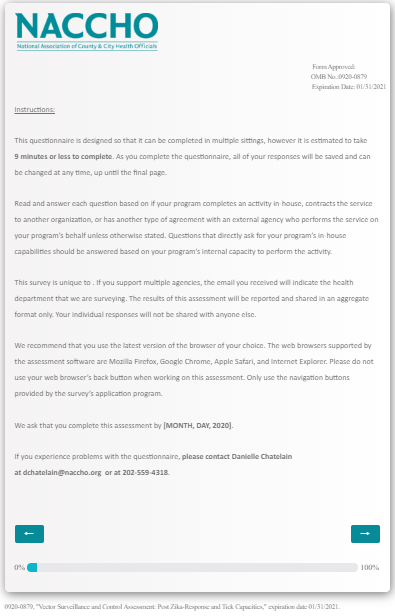 NACCHO
National Association of County & City Health Officials
Form Approved:
OMB No.:0920-0879
Expiration Date: 01/31/2021
Instructions:
This questionnaire is designed so that it can be completed in multiple sittings, however it is estimated to take
9 minutes or less to complete. As you complete the questionnaire, all of your responses will be saved and can
be changed at any time, up until the final page.
Read and answer each question based on if your program completes an activity in-house, contracts the service
to another organization, or has another type of agreement with an external agency who performs the service on
your program's behalf unless otherwise stated. Questions that directly ask for your program's in-house
capabilities should be answered based on your program's internal capacity to perform the activity.
This survey is unique to . If you support multiple agencies, the email you received will indicate the health
department that we are surveying. The results of this assessment will be reported and shared in an aggregate
format only. Your individual responses will not be shared with anyone else.
We recommend that you use the latest version of the browser of your choice. The web browsers supported by
the assessment software are Mozilla Firefox, Google Chrome, Apple Safari, and Internet Explorer. Please do not
use your web browser's back button when working on this assessment. Only use the navigation buttons
provided by the survey's application program.
We ask that you complete this assessment by [MONTH, DAY, 2020].
If you experience problems with the questionnaire, please contact Danielle Chatelain
at dchatelain@naccho.org or at 202-559-4318.
0% 100%
0920-0879, "Vector Surveillance and Control Assessment: Post Zika-Response and Tick Capacities," expiration date 01/31/2021.